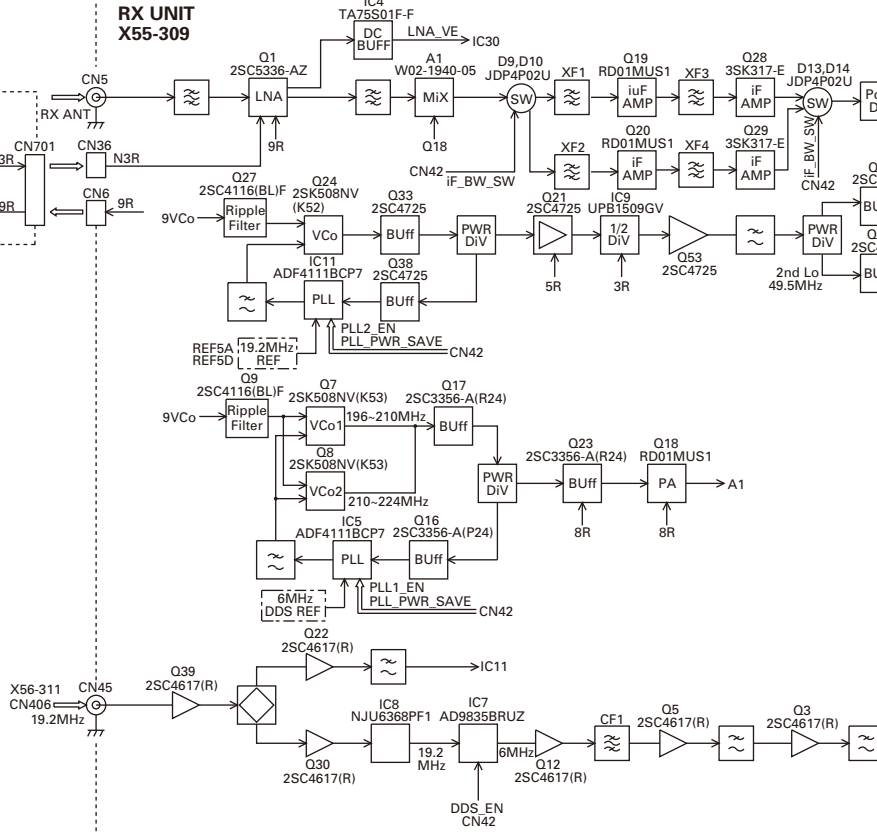 RX UNIT
X55-309
IC4
TA75S01F-F
DC
BUFF
LNA_VE
IC30
CN5
RX ANT
Q1
2SC5336-AZ
LNA
9R
A1
W02-1940-05
MiX
Q18
D9,D10
JDP4P02U
SW
CN42
iF_BW_SW
XF1
Q19
RD01MUS1
iuF
AMP
XF3
Q28
3SK317-E
iF
AMP
D13,D14
JDP4P02U
SW
iF_BW_SW
CN42
XF2
Q20
RD01MUS1
iF
AMP
XF4
Q29
3SK317-E
iF
AMP
CN701
3R
9R
CN36
N3R
CN6
9R
9VCo
Q27
2SC4116(BL)F
Ripple
Filter
Q24
2SK508NV
(K52)
VCo
Q33
2SC4725
BUff
PWR
DiV
Q21
2SC4725
5R
IC9
UPB1509GV
1/2
DiV
3R
Q53
2SC4725
PWR
DiV
2nd Lo
49.5MHz
IC11
ADF4111BCP7
PLL
Q38
2SC4725
BUff
PLL2_EN
PLL_PWR_SAVE
CN42
REF5A
REF5D
19.2MHz
REF
9VCo
Q9
2SC4116(BL)F
Ripple
Filter
Q7
2SK508NV(K53)
VCo1
196~210MHz
Q17
2SC3356-A(R24)
BUff
Q8
2SK508NV(K53)
VCo2
210~224MHz
PWR
DiV
Q23
2SC3356-A(R24)
BUff
8R
Q18
RD01MUS1
PA
8R
A1
IC5
ADF4111BCP7
PLL
Q16
2SC3356-A(P24)
BUff
6MHz
DDS REF
PLL1_EN
PLL_PWR_SAVE
CN42
X56-311
CN406
19.2MHz
CN45
Q39
2SC4617(R)
Q22
2SC4617(R)
IC11
Q30
2SC4617(R)
IC8
NJU6368PF1
19.2
MHz
IC7
AD9835BRUZ
6MHz
DDS_EN
CN42
Q12
2SC4617(R)
CF1
Q5
2SC4617(R)
Q3
2SC4617(R)